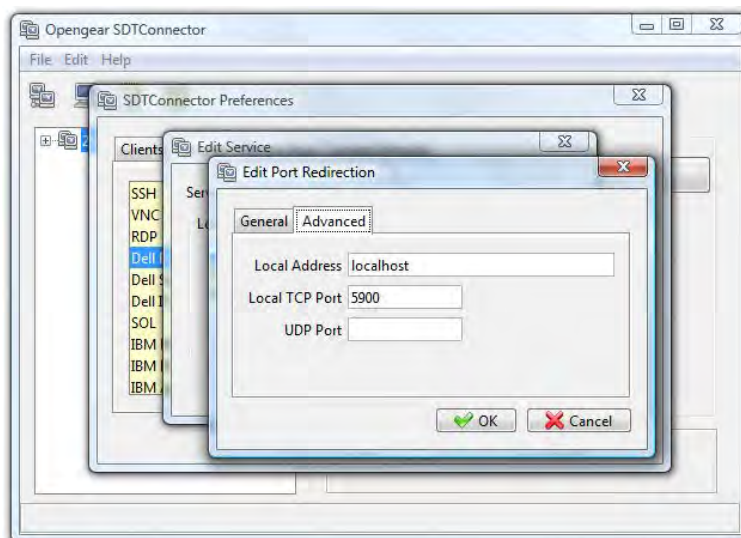 Opengear SDTConnector
File Edit Help
SDTConnector Preferences
Clients
Edit Service
Edit Port Redirection
SSH
VNC
RDP
Dell
Dell
Dell
SOL
IBM
IBM
IBM
General Advanced
Local Address localhost
Local TCP Port 5900
UDP Port
OK Cancel